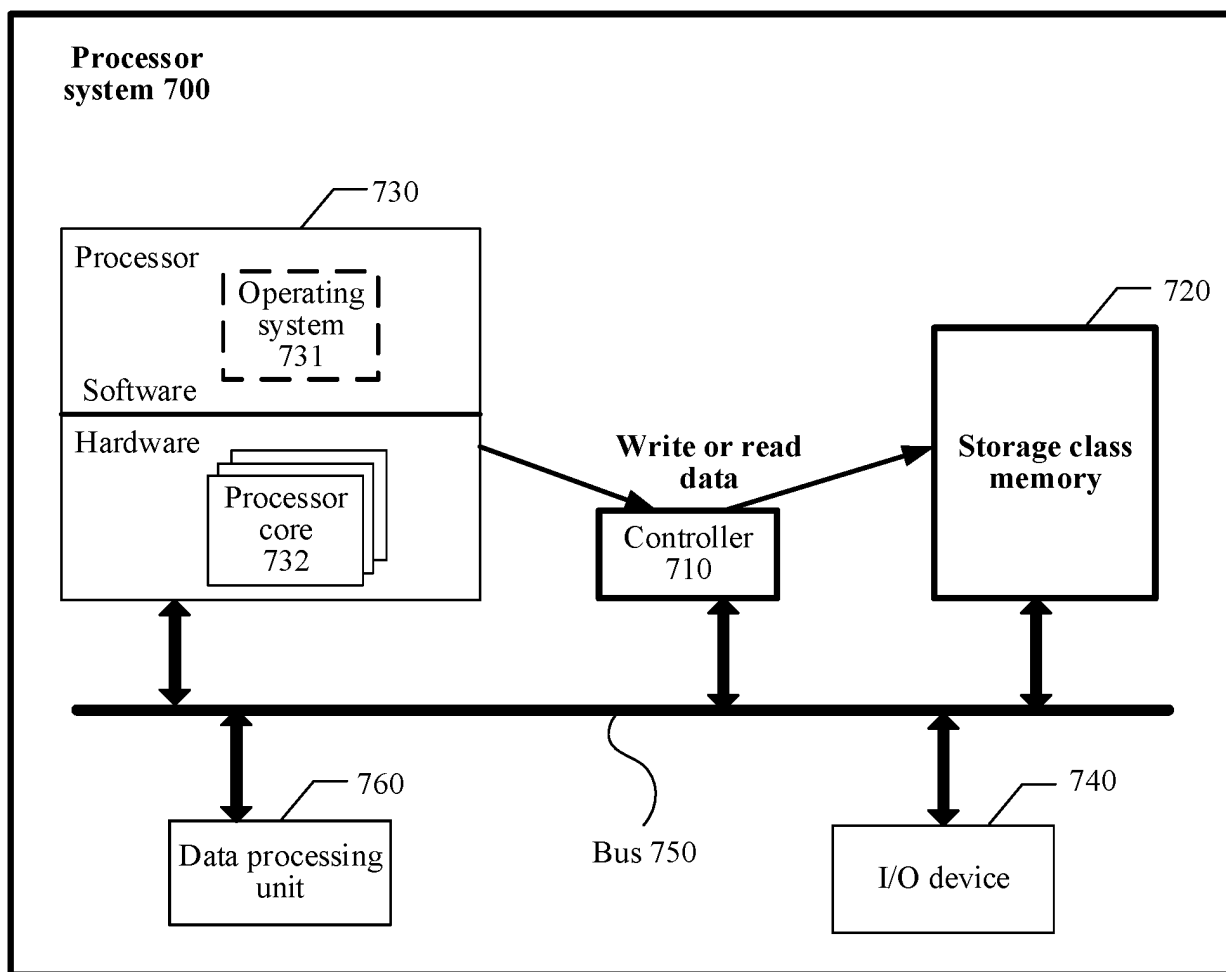 Processor
system 700
730
Processor
Operating
system
731
Software
Hardware
Processor
core
732
Write or read
data
Controller
710
720
Storage class
memory
760
Data processing
unit
Bus 750
740
I/O device